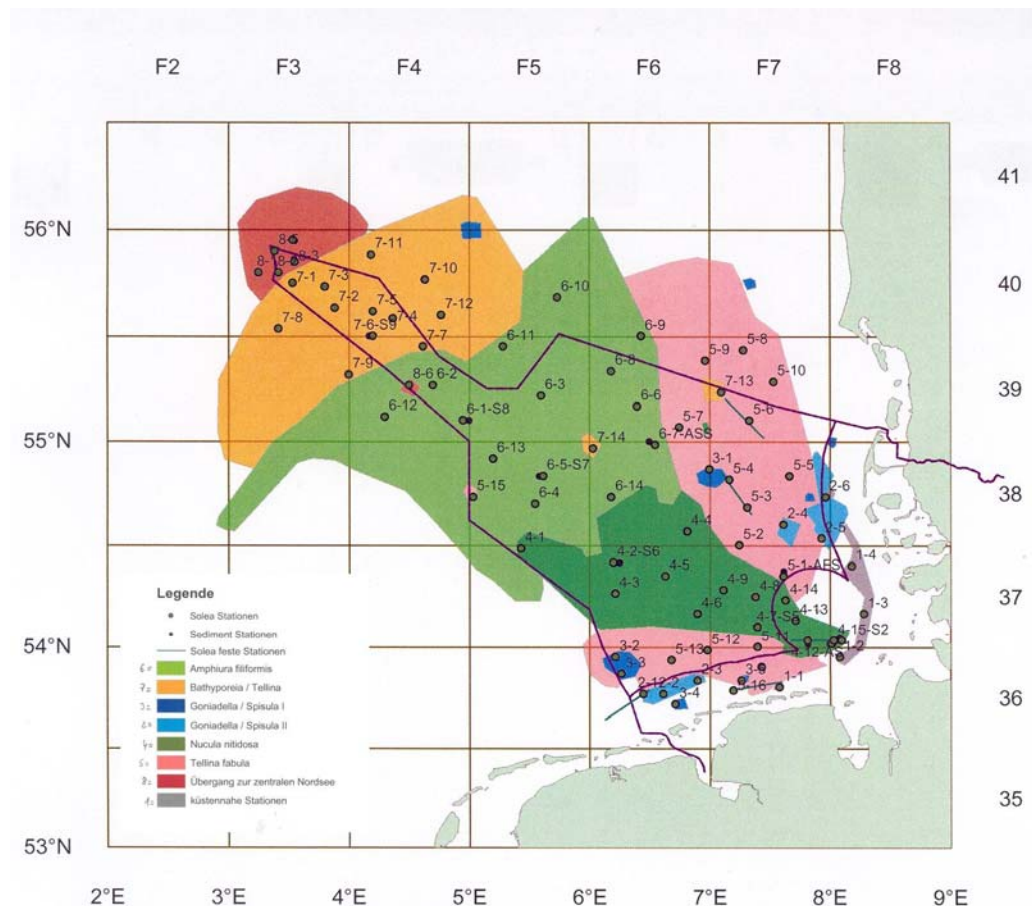 F2 F3 F4 F5 F6 F7 F8
41
56°N
8-5
8-3
7-11
7-1
7-3
7-10
6-10
40
7-8
7-2
7-5
7-4
7-12
7-6-S9
7-7
6-11
6-9
5-8
5-9
7-9
8-6
6-2
6-8
5-10
7-13
39
6-3
6-12
6-1-S8
6-6
5-6
5-7
55°N
6-7-ASS
7-14
6-13
3-1
5-4
5-5
6-5-S7
38
5-15
6-4
6-14
2-6
5-3
4-4
2-4
2-5
4-1
5-2
4-2-S6
1-4
5-1-AES
4-3
4-5
4-9
4-8
4-14
37
4-6
4-13
1-3
4-7-S5
4-15-S2
54°N
3-2
5-12
5-13
1-2
3-3
2-3
1-1
36
3-4
35
53°N
2°E 3°E 4°E 5°E 6°E 7°E 8°E 9°E
Legende
Solea Stationen
Sediment Stationen
Solea feste Stationen
Amphiura filiformis
Bathyporeia / Tellina
Goniadella / Spisula I
Goniadella / Spisula II
Nucula nitidosa
Tellina fabula
Übergang zur zentralen Nordsee
küstennahe Stationen